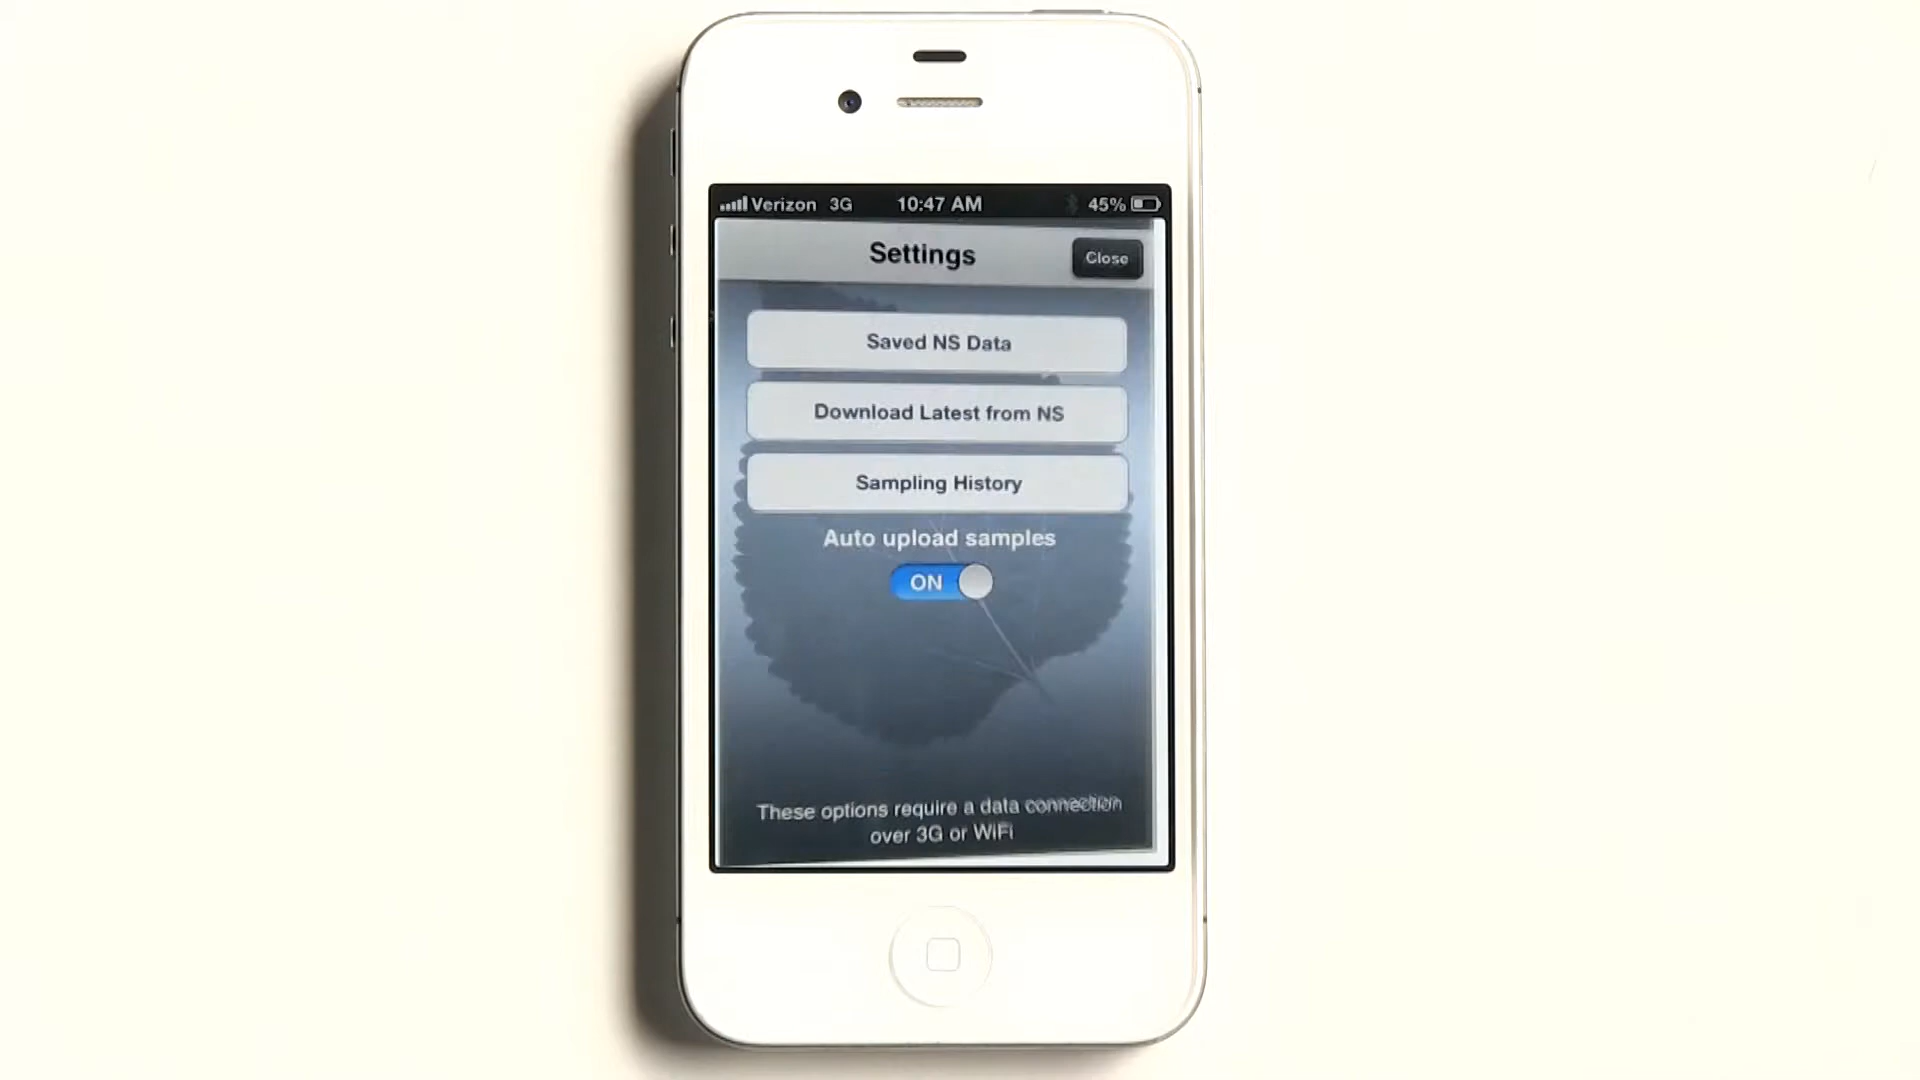 Verizon 3G 10:47 AM 45%
Settings
Close
Saved NS Data
Download Latest from NS
Sampling History
Auto upload samples
ON
These options require a data connection
over 3G or WiFi